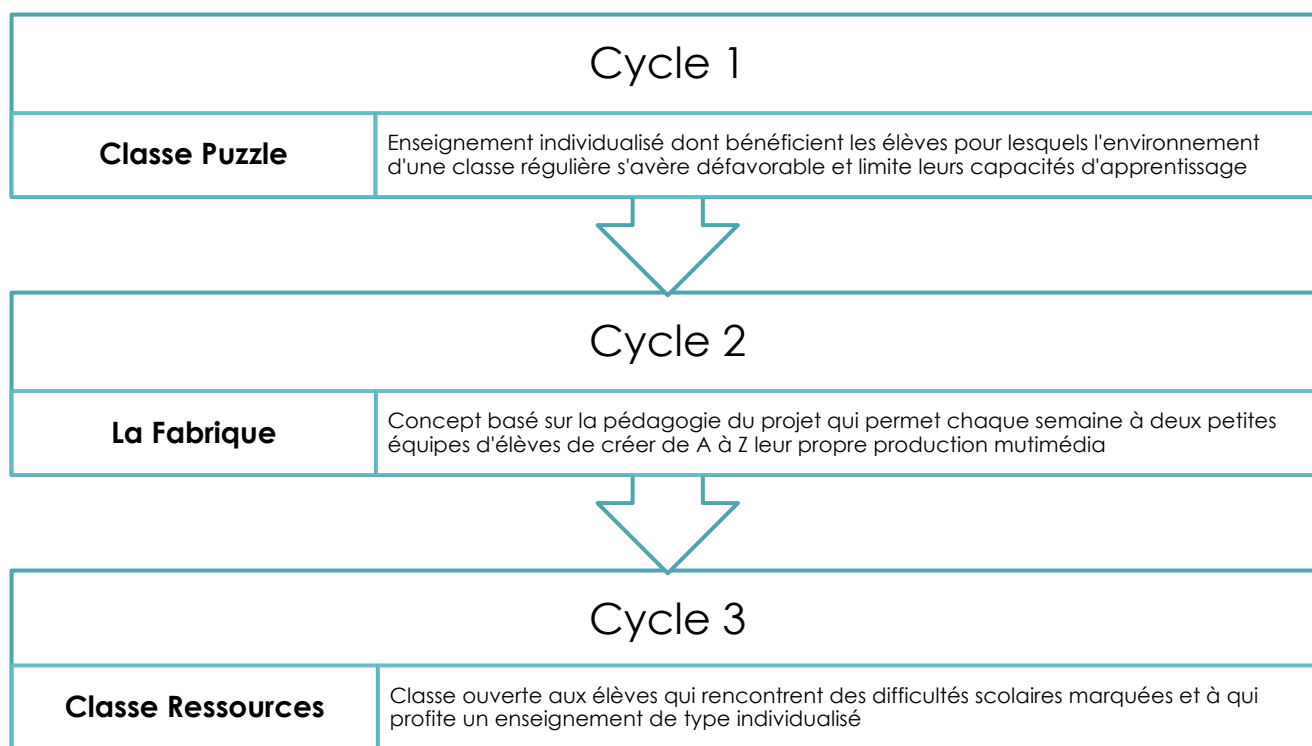 Cycle 1
Classe Puzzle
Enseignement individualisé dont bénéficient les élèves pour lesquels l'environnement
d'une classe régulière s'avère défavorable et limite leurs capacités d'apprentissage
Cycle 2
La Fabrique
Concept basé sur la pédagogie du projet qui permet chaque semaine à deux petites
équipes d'élèves de créer de A à Z leur propre production mutimédia
Cycle 3
Classe Ressources
Classe ouverte aux élèves qui rencontrent des difficultés scolaires marquées et à qui
profite un enseignement de type individualisé